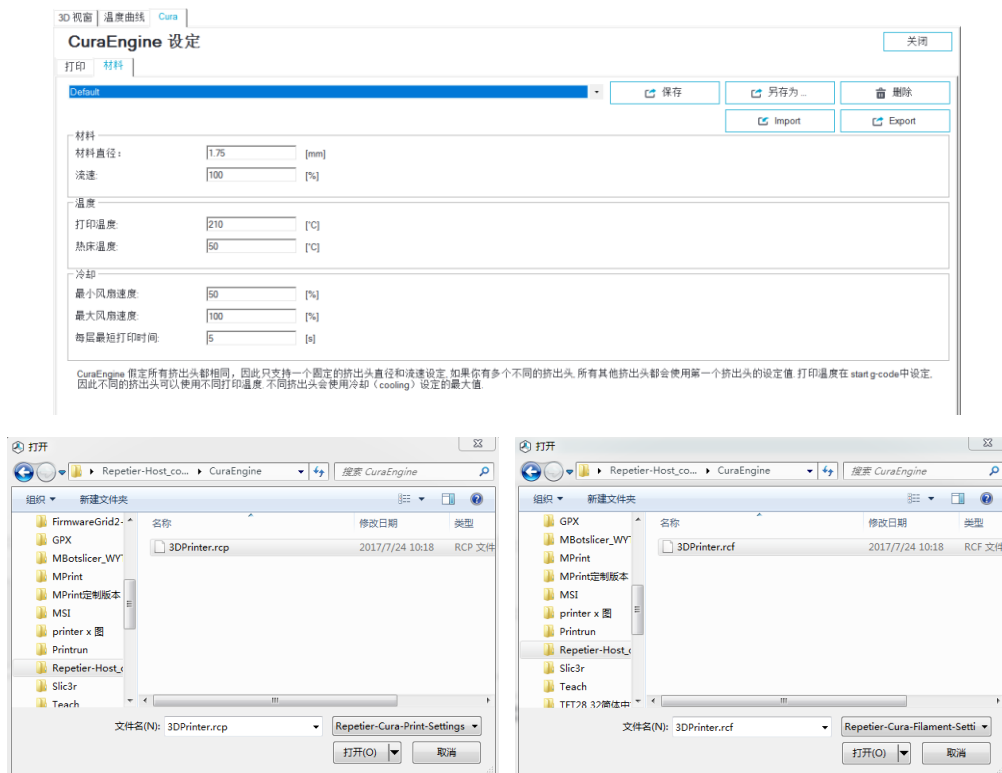 3D 视窗 温度曲线 Cura
CuraEngine 设定 关闭
打印 材料
Default 保存 另存为 ... 删除
Import Export
材料
材料直径： 1.75 [mm]
流速: 100 [%]
温度
打印温度: 210 [°C]
热床温度: 50 [°C]
冷却
最小风扇速度: 50 [%]
最大风扇速度: 100 [%]
每层最短打印时间: 5 [s]
CuraEngine 假定所有挤出头都相同，因此只支持一个固定的挤出头直径和流速设定. 如果你有多个不同的挤出头, 所有其他挤出头都会使用第一个挤出头的设定值. 打印温度在 start g-code中设定,
因此不同的挤出头可以使用不同打印温度. 不同挤出头会使用冷却（cooling）设定的最大值.
打开
Repetier-Host_co... CuraEngine 搜索 CuraEngine
组织 新建文件夹
名称 修改日期 类型
FirmwareGrid2-
GPX
MBotslicer_WY
MPrint
MPrint定制版本
MSI
printer x 图
Printrun
Repetier-Host_c
Slic3r
Teach
3DPrinter.rcp 2017/7/24 10:18 RCP 文件
文件名(N): 3DPrinter.rcp Repetier-Cura-Print-Settings
打开(O) 取消
打开
Repetier-Host_co... CuraEngine 搜索 CuraEngine
组织 新建文件夹
名称 修改日期 类型
GPX
MBotslicer_WY
MPrint
MPrint定制版本
MSI
printer x 图
Printrun
Repetier-Host_c
Slic3r
Teach
TFT28 32简体中
3DPrinter.rcf 2017/7/24 10:18 RCF 文件
文件名(N): 3DPrinter.rcf Repetier-Cura-Filament-Setti
打开(O) 取消